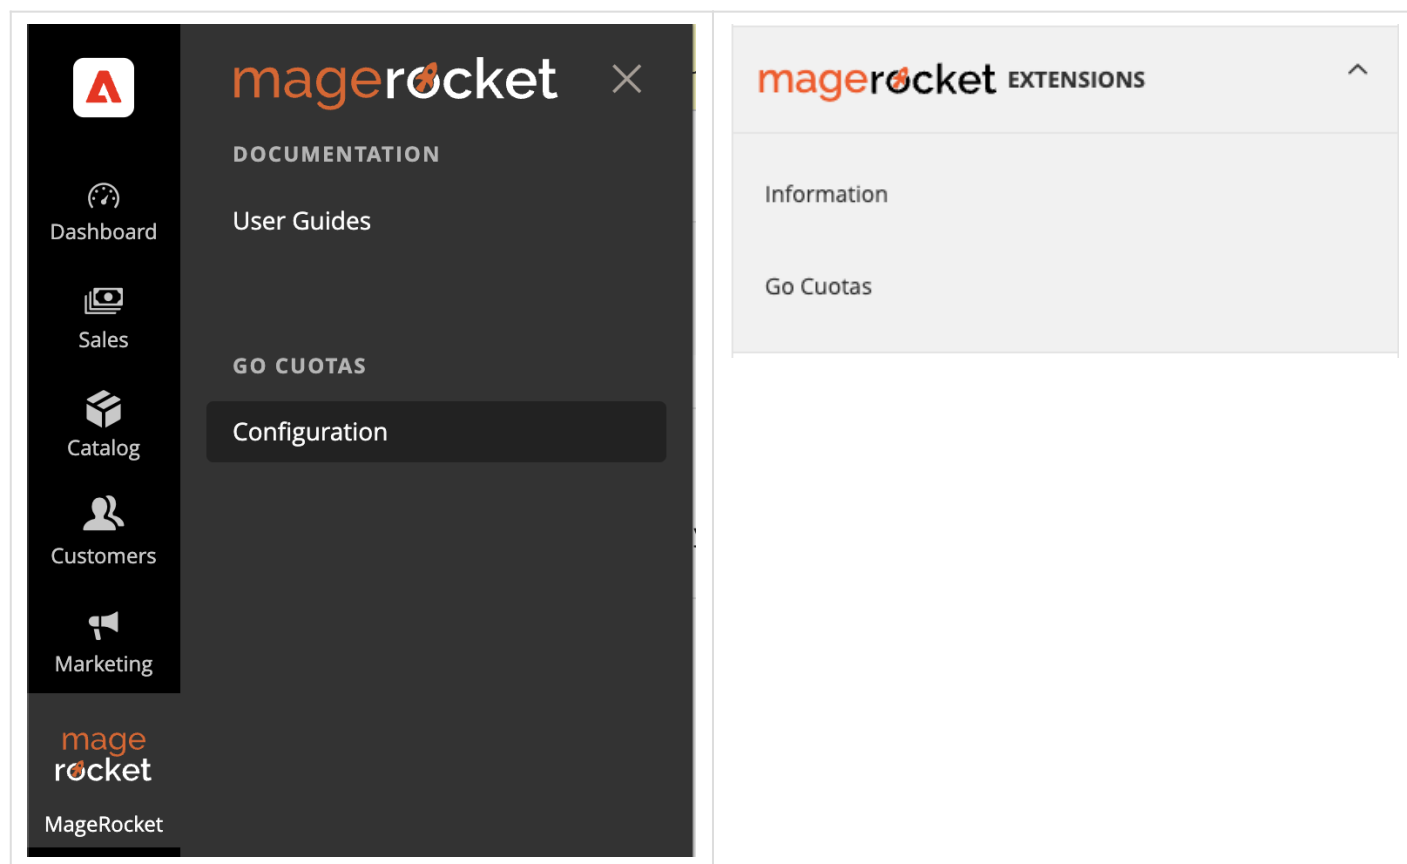 Dashboard
Sales
Catalog
Customers
Marketing
mage
rocket
MageRocket
magerocket
DOCUMENTATION
User Guides
GO CUOTAS
Configuration
magerocket EXTENSIONS
Information
Go Cuotas